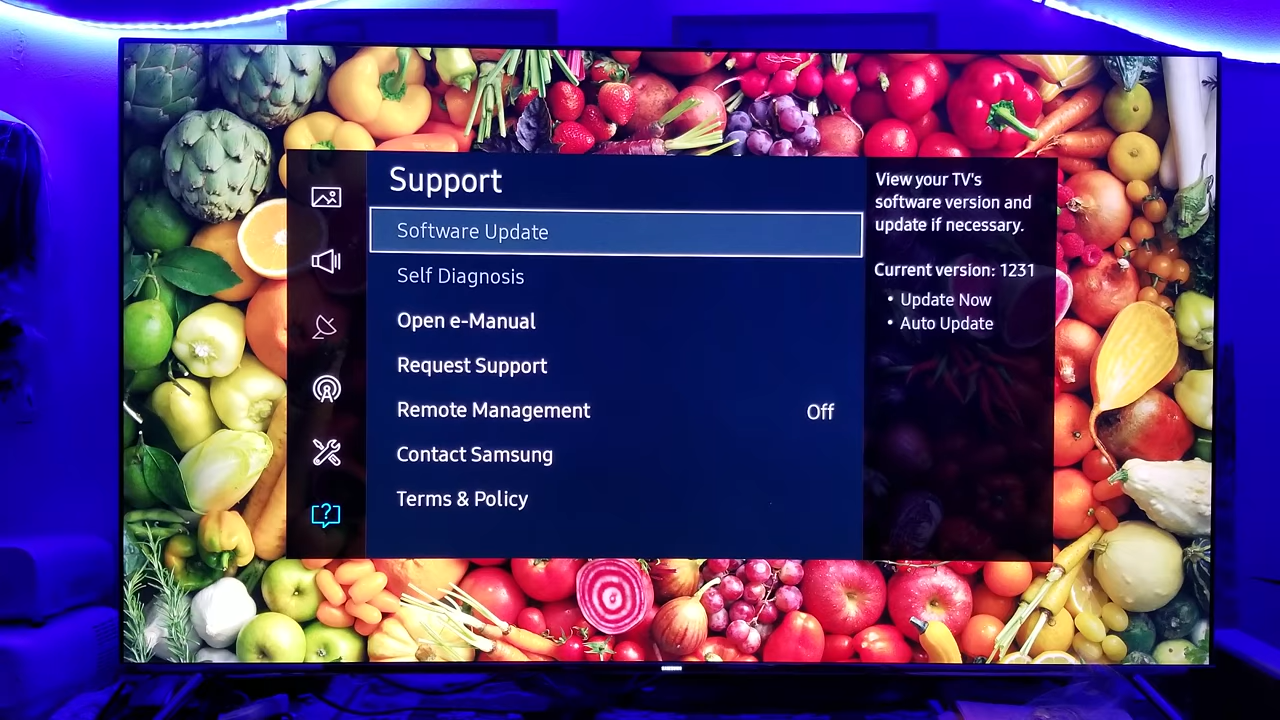 Support
Software Update
Self Diagnosis
Open e-Manual
Request Support
Remote Management Off
Contact Samsung
Terms & Policy
View your TV's
software version and
update if necessary.
Current version: 1231
• Update Now
• Auto Update
SAMSUNG